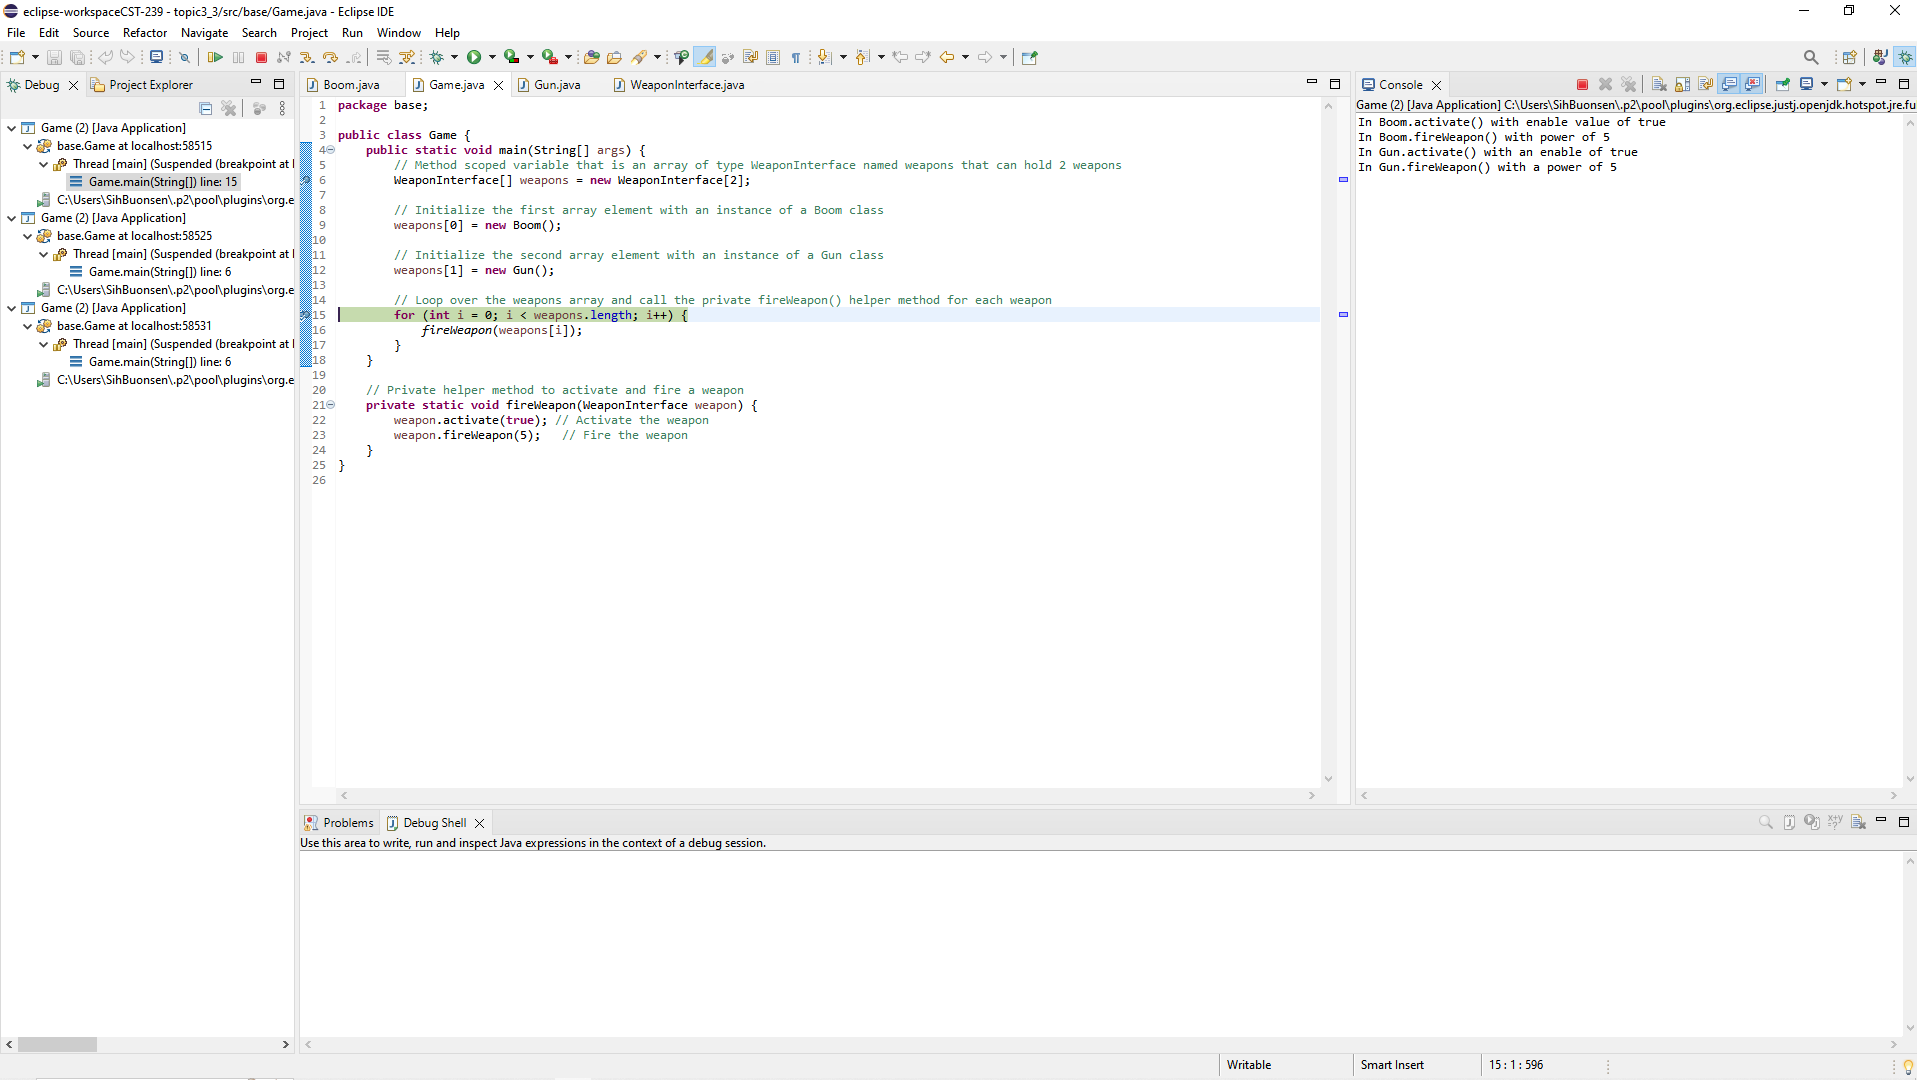 eclipse-workspaceCST-239 - topic3_3/src/base/Game.java - Eclipse IDE
File Edit Source Refactor Navigate Search Project Run Window Help
Debug Project Explorer
Game (2) [Java Application]
base.Game at localhost:58515
Thread [main] (Suspended (breakpoint at l
Game.main(String[]) line: 15
C:\Users\SihBuonsen\.p2\pool\plugins\org.e
Game (2) [Java Application]
base.Game at localhost:58525
Thread [main] (Suspended (breakpoint at l
Game.main(String[]) line: 6
C:\Users\SihBuonsen\.p2\pool\plugins\org.e
Game (2) [Java Application]
base.Game at localhost:58531
Thread [main] (Suspended (breakpoint at l
Game.main(String[]) line: 6
C:\Users\SihBuonsen\.p2\pool\plugins\org.e
Boom.java Game.java Gun.java WeaponInterface.java
1 package base;
2
3 public class Game {
4 public static void main(String[] args) {
5 // Method scoped variable that is an array of type WeaponInterface named weapons that can hold 2 weapons
6 WeaponInterface[] weapons = new WeaponInterface[2];
7
8 // Initialize the first array element with an instance of a Boom class
9 weapons[0] = new Boom();
10
11 // Initialize the second array element with an instance of a Gun class
12 weapons[1] = new Gun();
13
14 // Loop over the weapons array and call the private fireWeapon() helper method for each weapon
15 for (int i = 0; i < weapons.length; i++) {
16 fireWeapon(weapons[i]);
17 }
18 }
19
20 // Private helper method to activate and fire a weapon
21 private static void fireWeapon(WeaponInterface weapon) {
22 weapon.activate(true); // Activate the weapon
23 weapon.fireWeapon(5); // Fire the weapon
24 }
25 }
26
Console
Game (2) [Java Application] C:\Users\SihBuonsen\.p2\pool\plugins\org.eclipse.justj.openjdk.hotspot.jre.fu
In Boom.activate() with enable value of true
In Boom.fireWeapon() with power of 5
In Gun.activate() with an enable of true
In Gun.fireWeapon() with a power of 5
Problems Debug Shell
Use this area to write, run and inspect Java expressions in the context of a debug session.
Writable Smart Insert 15 : 1 : 596